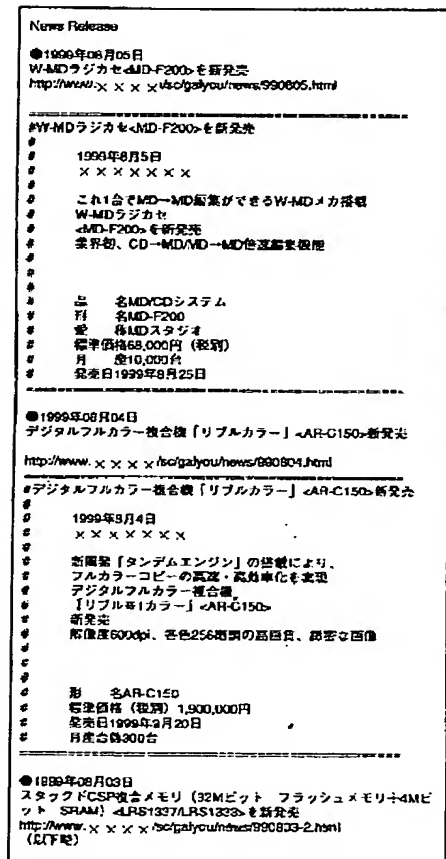 News Release
●1999年08月05日
W-MDラジカセ<MD-F200>を新発売
http://www.××××/sc/gaiyou/news/990805.html
#W-MDラジカセ<MD-F200>を新発売
#
# 1999年8月5日
# ×××××××
#
# これ1台でMD→MD編集ができるW-MDメカ搭載
# W-MDラジカセ
# <MD-F200>を新発売
# 業界初、CD→MD/MD→MD倍速編集機能
#
#
#
# 品 名MD/CDシステム
# 形 名MD-F200
# 愛 称MDスタジオ
# 標準価格68,000円(税別)
# 月 産10,000台
# 発売日1999年8月25日
●1999年08月04日
デジタルフルカラー複合機「リブルカラー」<AR-C150>新発売
http://www.××××/sc/gaiyou/news/990804.html
#デジタルフルカラー複合機「リブルカラー」<AR-C150>新発売
#
# 1999年8月4日
# ×××××××
#
# 新開発「タンデムエンジン」の搭載により、
# フルカラーコピーの高速・高効率化を実現
# デジタルフルカラー複合機
# 「リブル カラー」<AR-C150>
# 新発売
# 解像度600dpi、各色256階調の高画質、緻密な画像
#
#
#
# 形 名AR-C150
# 標準価格(税別)1,900,000円
# 発売日1999年9月20日
# 月産台数300台
●1999年08月03日
スタックドCSP複合メモリ(32Mビット フラッシュメモリ+4Mビ
ット SRAM)<LRS1337/LRS1338>を新発売
http://www.××××/sc/gaiyou/news/990803-2.html
(以下略)